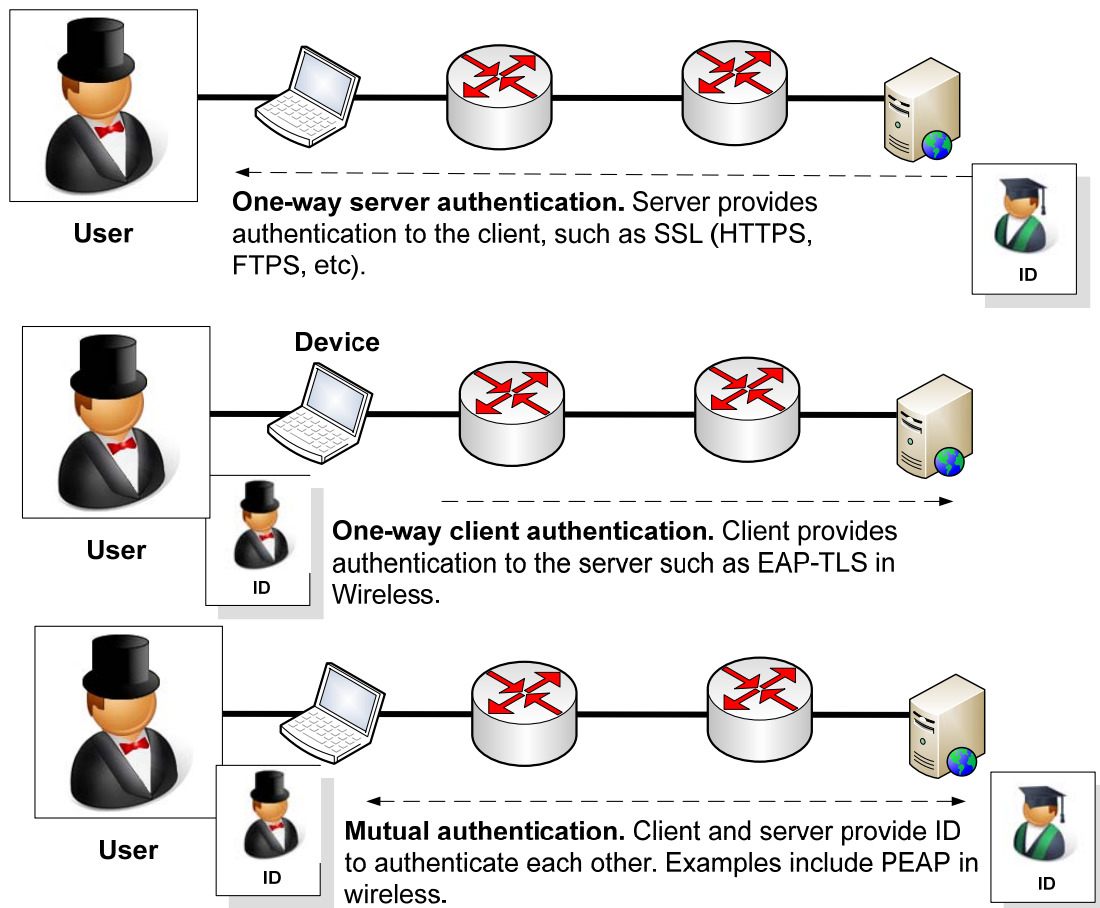 One-way server authentication. Server provides
authentication to the client, such as SSL (HTTPS,
FTPS, etc).
User
ID
Device
One-way client authentication. Client provides
authentication to the server such as EAP-TLS in
Wireless.
User
ID
Mutual authentication. Client and server provide ID
to authenticate each other. Examples include PEAP in
wireless.
User
ID
ID